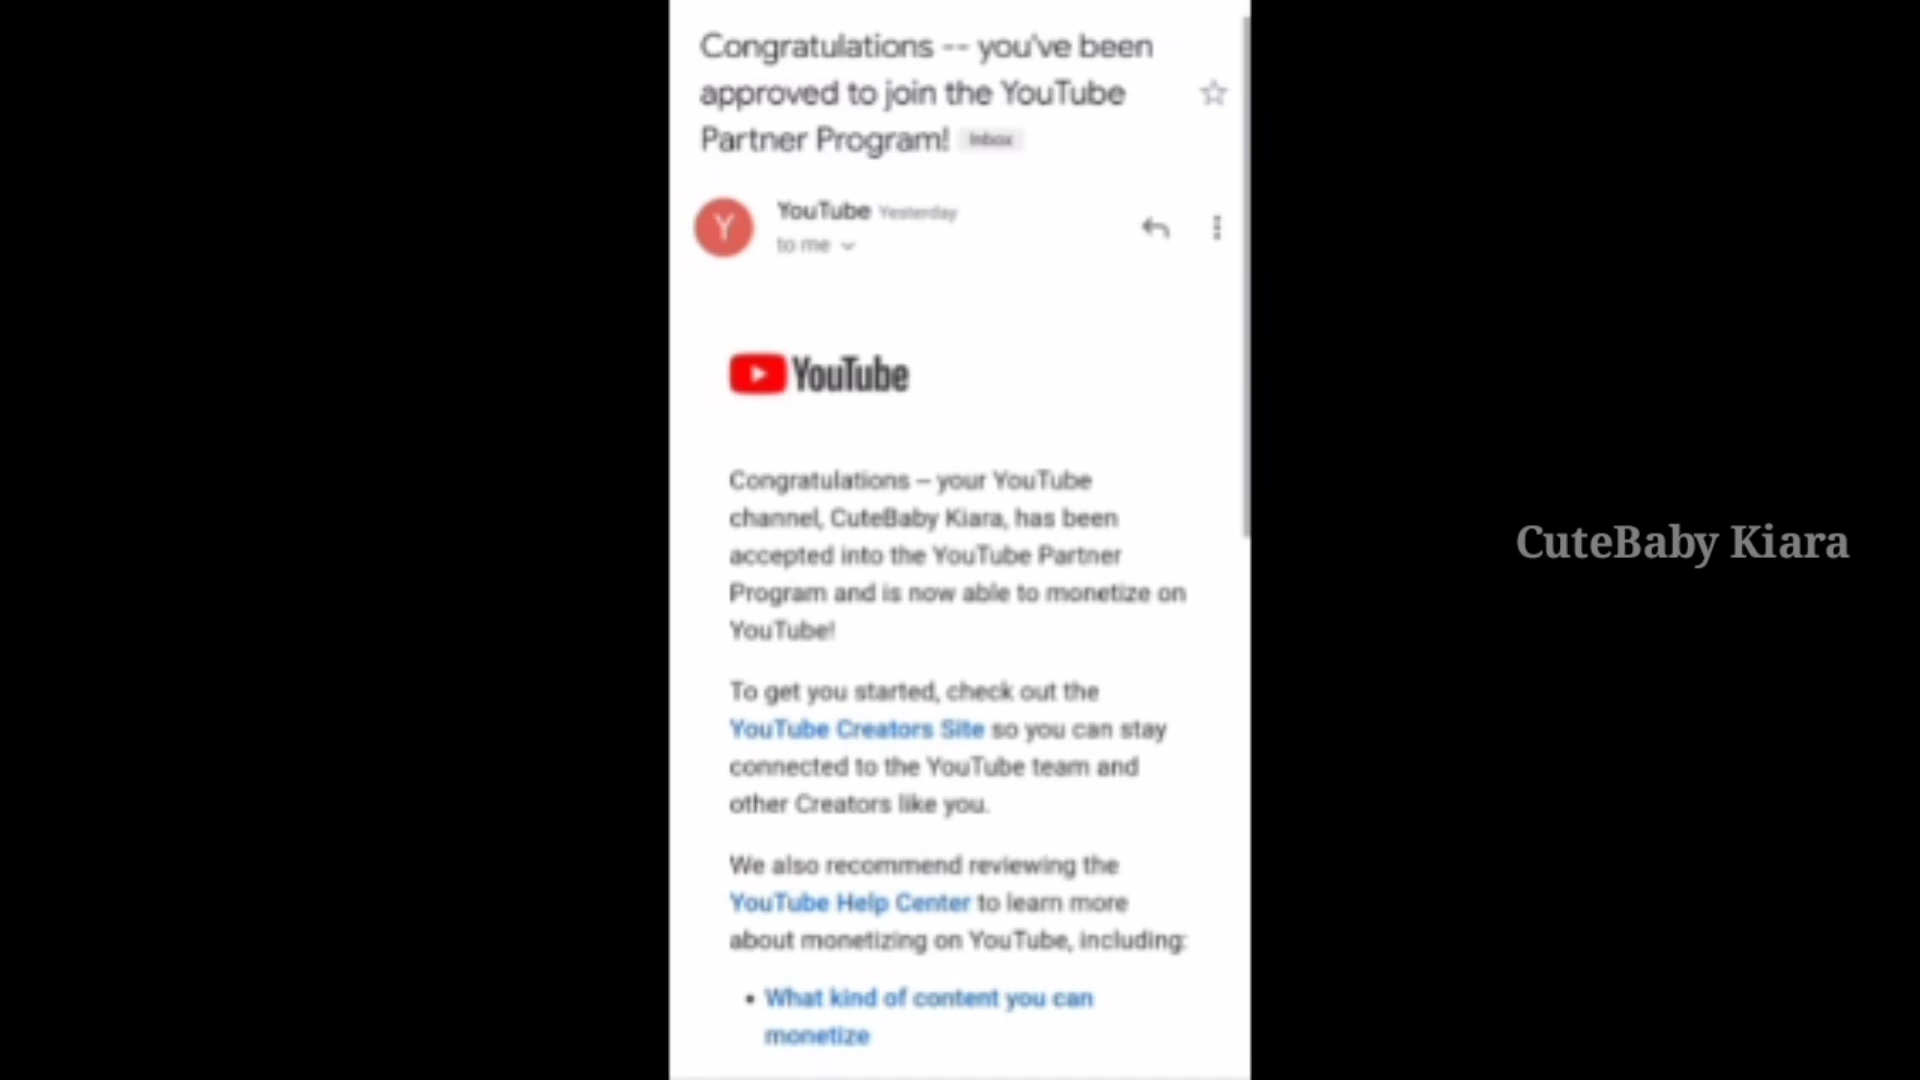 Congratulations -- you've been
approved to join the YouTube
Partner Program! Inbox
Y
YouTube Yesterday
to me
YouTube
Congratulations – your YouTube
channel, CuteBaby Kiara, has been
accepted into the YouTube Partner
Program and is now able to monetize on
YouTube!
To get you started, check out the
YouTube Creators Site so you can stay
connected to the YouTube team and
other Creators like you.
We also recommend reviewing the
YouTube Help Center to learn more
about monetizing on YouTube, including:
• What kind of content you can
monetize
CuteBaby Kiara